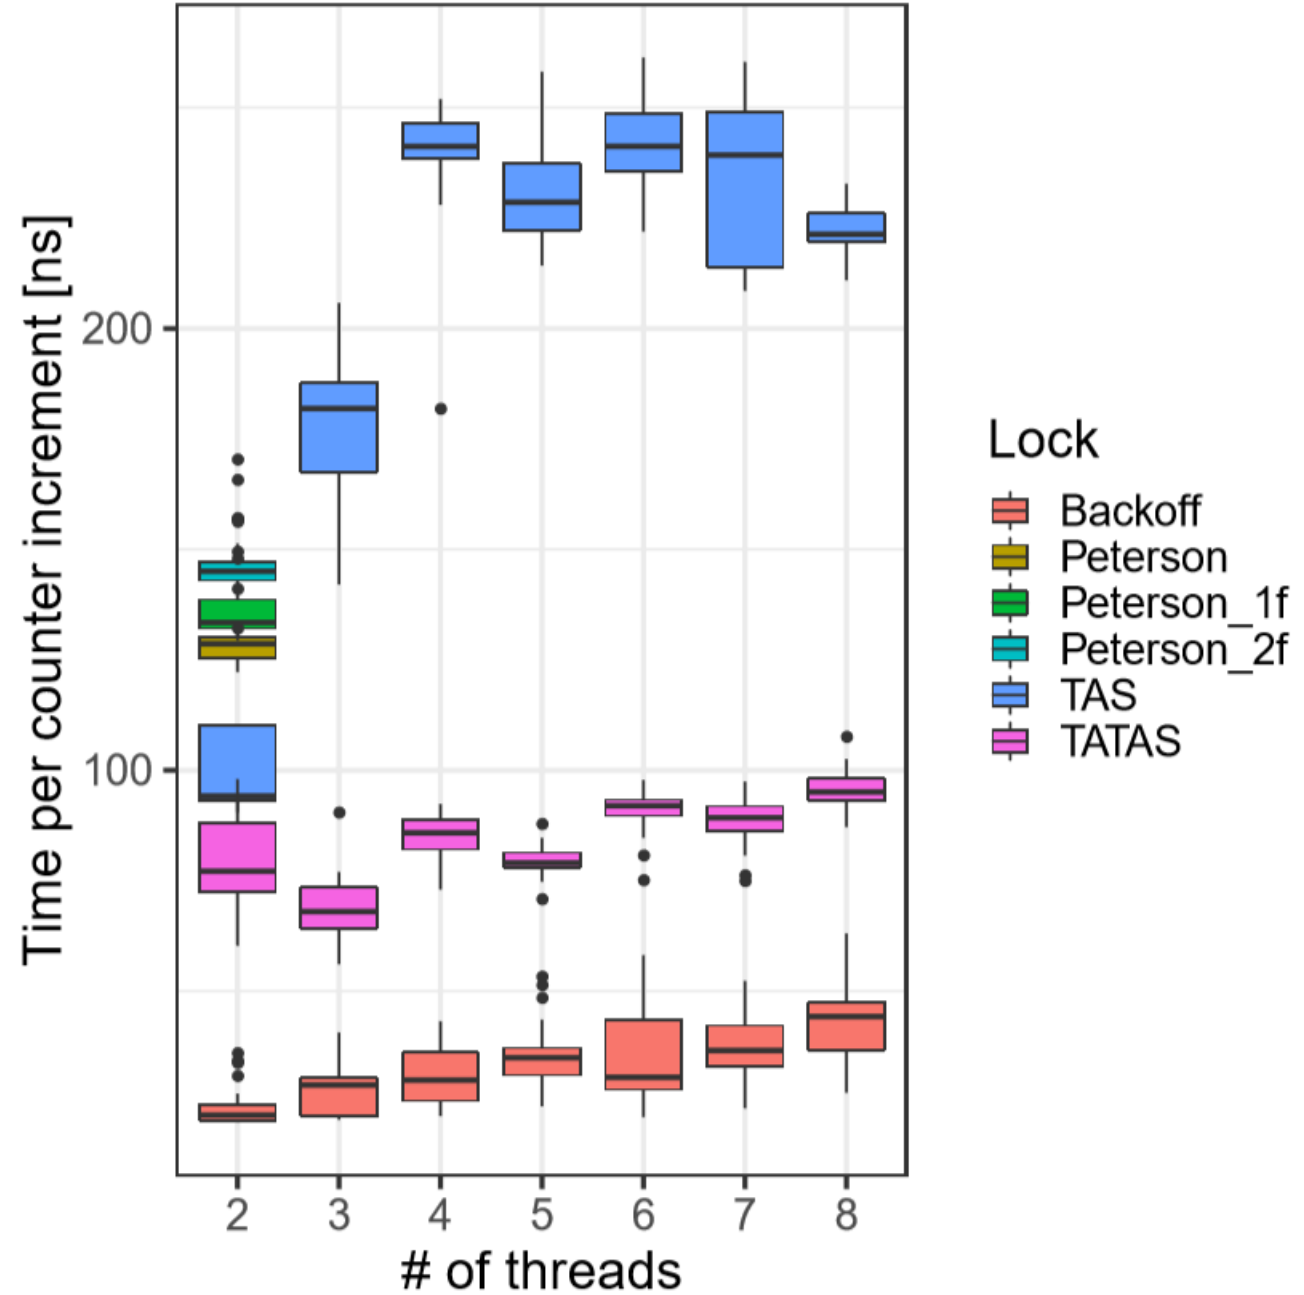 Time per counter increment [ns]
200
100
2 3 4 5 6 7 8
# of threads
Lock
Backoff
Peterson
Peterson_1f
Peterson_2f
TAS
TATAS